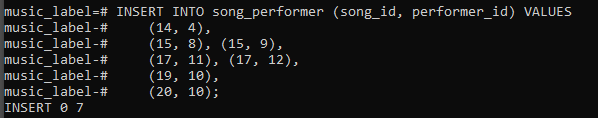 music_label=# INSERT INTO song_performer (song_id, performer_id) VALUES
music_label-#     (14, 4),
music_label-#     (15, 8), (15, 9),
music_label-#     (17, 11), (17, 12),
music_label-#     (19, 10),
music_label-#     (20, 10);
INSERT 0 7